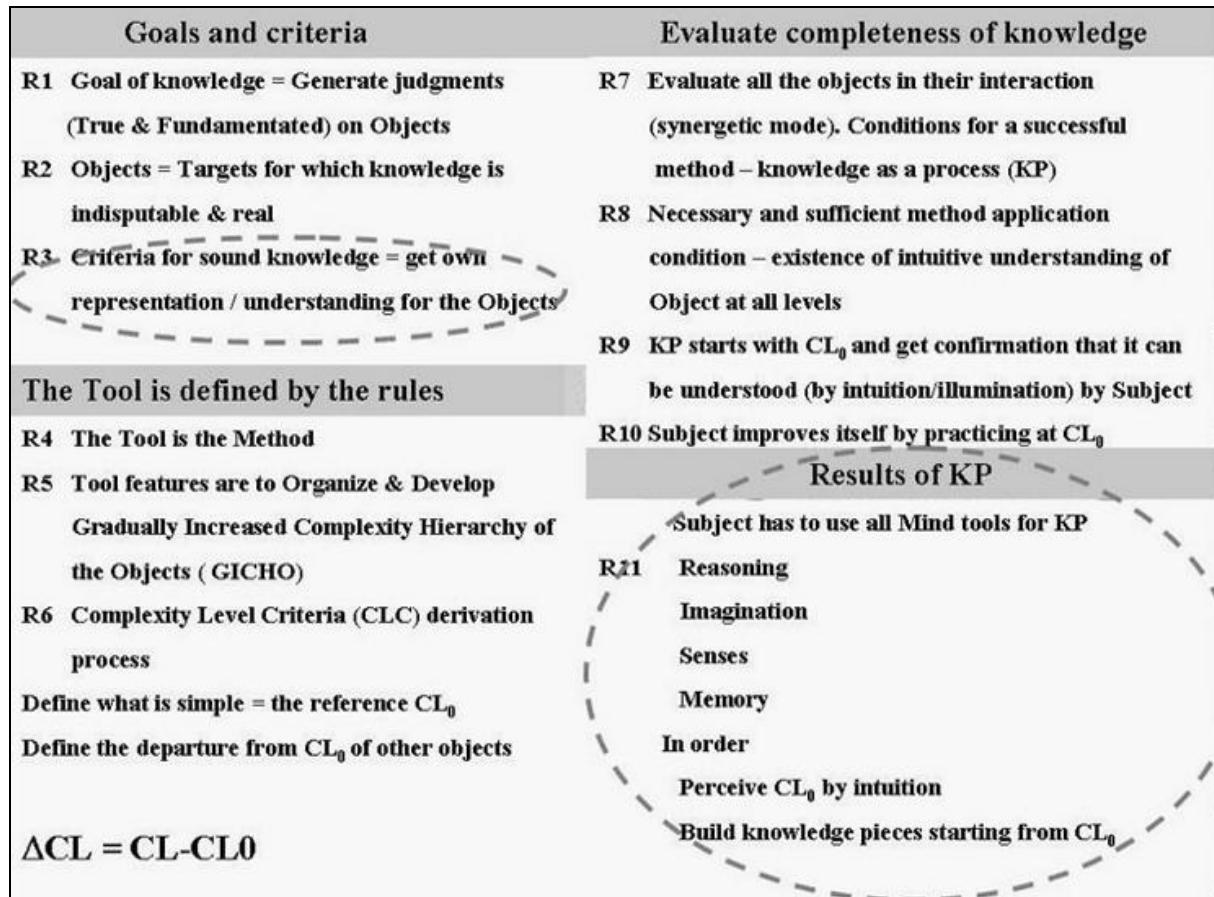 Goals and criteria
R1 Goal of knowledge = Generate judgments
(True & Fundamentated) on Objects
R2 Objects = Targets for which knowledge is
indisputable & real
R3 Criteria for sound knowledge = get own
representation / understanding for the Objects
The Tool is defined by the rules
R4 The Tool is the Method
R5 Tool features are to Organize & Develop
Gradually Increased Complexity Hierarchy of
the Objects ( GICHO)
R6 Complexity Level Criteria (CLC) derivation
process
Define what is simple = the reference CL₀
Define the departure from CL₀ of other objects
ΔCL = CL-CL0
Evaluate completeness of knowledge
R7 Evaluate all the objects in their interaction
(synergetic mode). Conditions for a successful
method – knowledge as a process (KP)
R8 Necessary and sufficient method application
condition – existence of intuitive understanding of
Object at all levels
R9 KP starts with CL₀ and get confirmation that it can
be understood (by intuition/illumination) by Subject
R10 Subject improves itself by practicing at CL₀
Results of KP
Subject has to use all Mind tools for KP
R11 Reasoning
Imagination
Senses
Memory
In order
Perceive CL₀ by intuition
Build knowledge pieces starting from CL₀